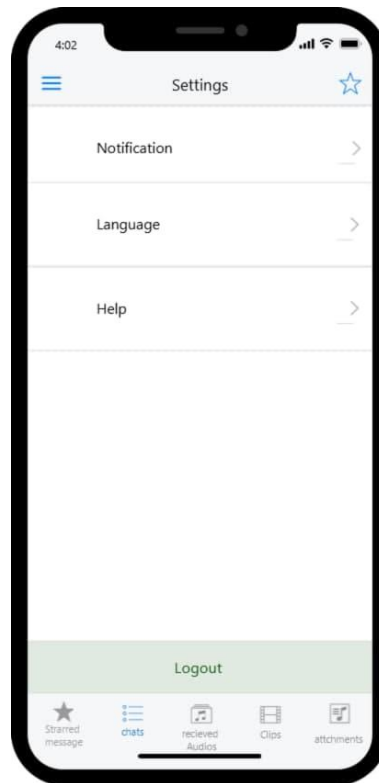 4:02
Settings
Notification
Language
Help
Logout
Strarred
message
chats
recieved
Audios
Clips
attchments